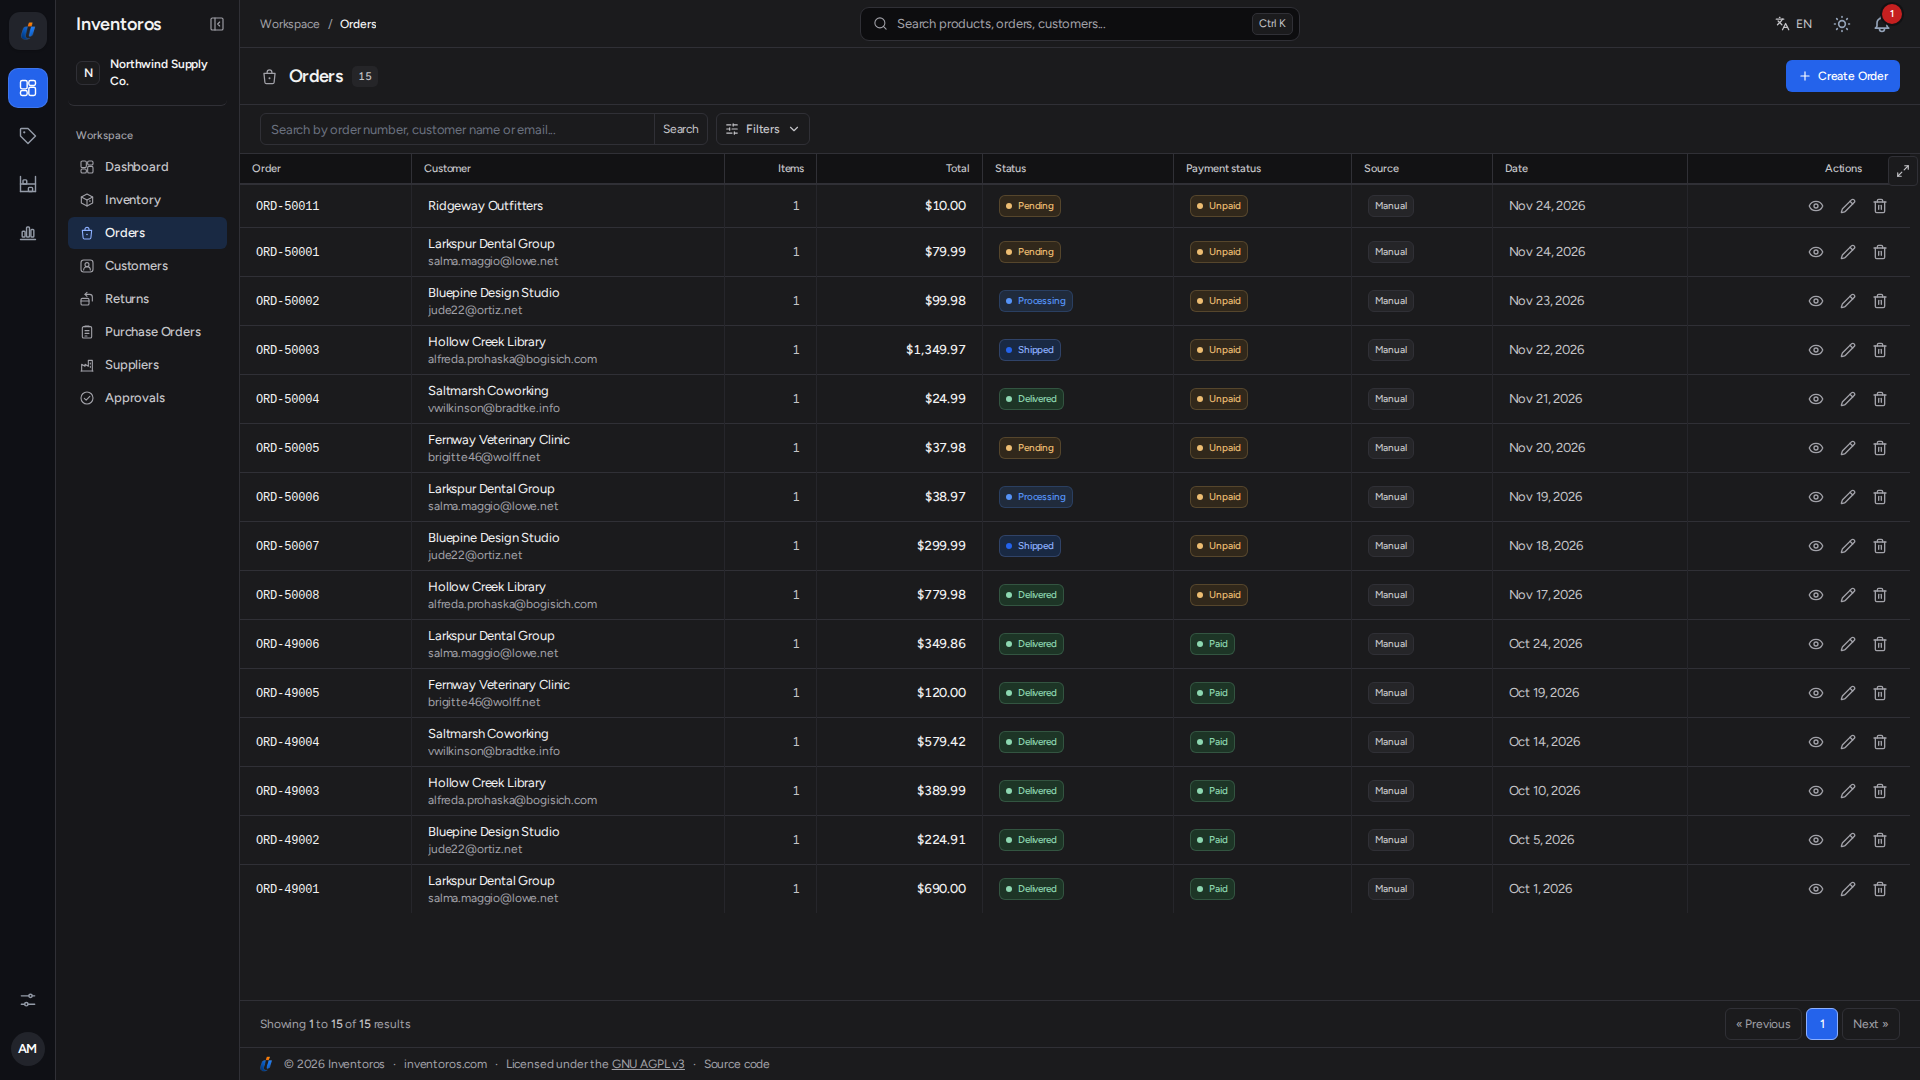 Inventoros
N
Northwind Supply
Co.
Workspace
Dashboard
Inventory
Orders
Customers
Returns
Purchase Orders
Suppliers
Approvals
AM
Workspace / Orders
Search products, orders, customers...
Ctrl K
EN
1
Orders 15
Create Order
Search by order number, customer name or email...
Search
Filters
Order Customer Items Total Status Payment status Source Date Actions
ORD-50011 Ridgeway Outfitters 1 $10.00 Pending Unpaid Manual Nov 24, 2026
ORD-50001 Larkspur Dental Group 1 $79.99 Pending Unpaid Manual Nov 24, 2026
salma.maggio@lowe.net
ORD-50002 Bluepine Design Studio 1 $99.98 Processing Unpaid Manual Nov 23, 2026
jude22@ortiz.net
ORD-50003 Hollow Creek Library 1 $1,349.97 Shipped Unpaid Manual Nov 22, 2026
alfreda.prohaska@bogisich.com
ORD-50004 Saltmarsh Coworking 1 $24.99 Delivered Unpaid Manual Nov 21, 2026
vwilkinson@bradtke.info
ORD-50005 Fernway Veterinary Clinic 1 $37.98 Pending Unpaid Manual Nov 20, 2026
brigitte46@wolff.net
ORD-50006 Larkspur Dental Group 1 $38.97 Processing Unpaid Manual Nov 19, 2026
salma.maggio@lowe.net
ORD-50007 Bluepine Design Studio 1 $299.99 Shipped Unpaid Manual Nov 18, 2026
jude22@ortiz.net
ORD-50008 Hollow Creek Library 1 $779.98 Delivered Unpaid Manual Nov 17, 2026
alfreda.prohaska@bogisich.com
ORD-49006 Larkspur Dental Group 1 $349.86 Delivered Paid Manual Oct 24, 2026
salma.maggio@lowe.net
ORD-49005 Fernway Veterinary Clinic 1 $120.00 Delivered Paid Manual Oct 19, 2026
brigitte46@wolff.net
ORD-49004 Saltmarsh Coworking 1 $579.42 Delivered Paid Manual Oct 14, 2026
vwilkinson@bradtke.info
ORD-49003 Hollow Creek Library 1 $389.99 Delivered Paid Manual Oct 10, 2026
alfreda.prohaska@bogisich.com
ORD-49002 Bluepine Design Studio 1 $224.91 Delivered Paid Manual Oct 5, 2026
jude22@ortiz.net
ORD-49001 Larkspur Dental Group 1 $690.00 Delivered Paid Manual Oct 1, 2026
salma.maggio@lowe.net
Showing 1 to 15 of 15 results
« Previous 1 Next »
© 2026 Inventoros · inventoros.com · Licensed under the GNU AGPL v3 · Source code